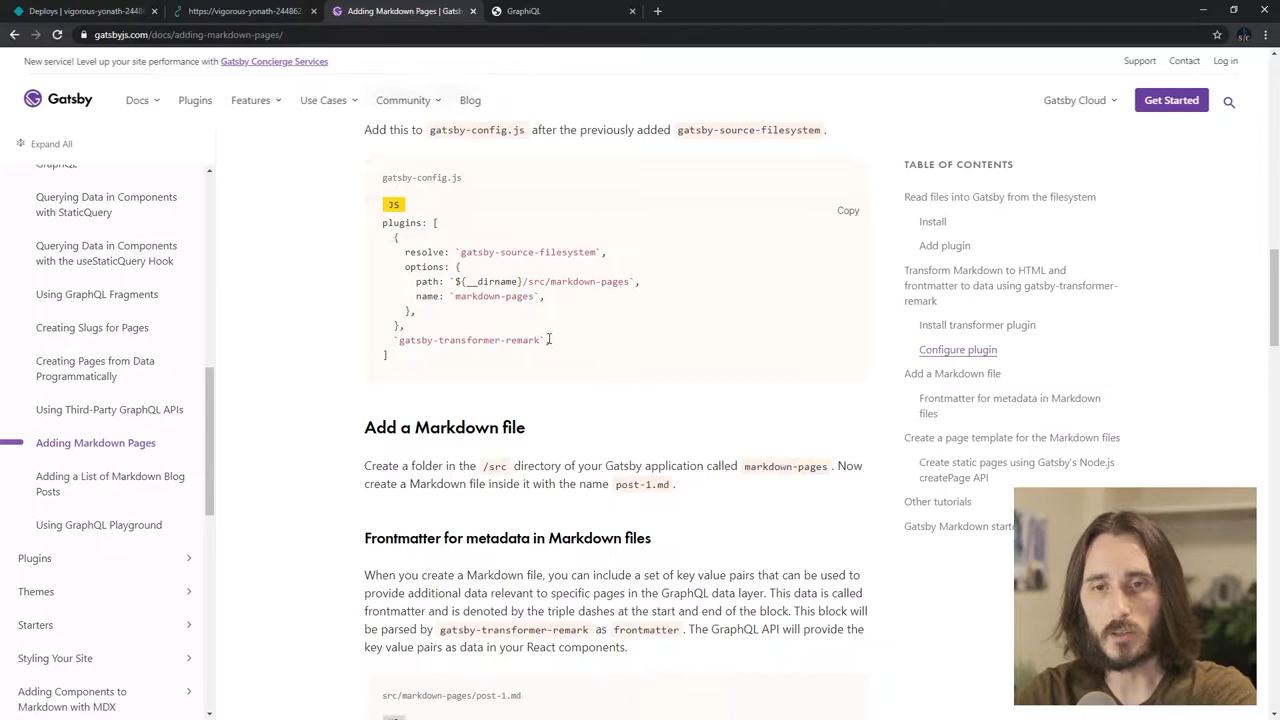 Deploys | vigorous-yonath-24486
https://vigorous-yonath-244862
Adding Markdown Pages | Gatsby
GraphiQL
gatsbyjs.com/docs/adding-markdown-pages/
New service! Level up your site performance with Gatsby Concierge Services
Support
Contact
Log in
Gatsby
Docs
Plugins
Features
Use Cases
Community
Blog
Gatsby Cloud
Get Started
Expand All
GraphQL
Querying Data in Components
with StaticQuery
Querying Data in Components
with the useStaticQuery Hook
Using GraphQL Fragments
Creating Slugs for Pages
Creating Pages from Data
Programmatically
Using Third-Party GraphQL APIs
Adding Markdown Pages
Adding a List of Markdown Blog
Posts
Using GraphQL Playground
Plugins
Themes
Starters
Styling Your Site
Adding Components to
Markdown with MDX
Add this to gatsby-config.js after the previously added gatsby-source-filesystem.
gatsby-config.js
JS
Copy
plugins: [
{
resolve: `gatsby-source-filesystem`,
options: {
path: `${__dirname}/src/markdown-pages`,
name: `markdown-pages`,
},
},
`gatsby-transformer-remark`,
]
Add a Markdown file
Create a folder in the /src directory of your Gatsby application called markdown-pages. Now
create a Markdown file inside it with the name post-1.md.
Frontmatter for metadata in Markdown files
When you create a Markdown file, you can include a set of key value pairs that can be used to
provide additional data relevant to specific pages in the GraphQL data layer. This data is called
frontmatter and is denoted by the triple dashes at the start and end of the block. This block will
be parsed by gatsby-transformer-remark as frontmatter. The GraphQL API will provide the
key value pairs as data in your React components.
src/markdown-pages/post-1.md
TABLE OF CONTENTS
Read files into Gatsby from the filesystem
Install
Add plugin
Transform Markdown to HTML and
frontmatter to data using gatsby-transformer-
remark
Install transformer plugin
Configure plugin
Add a Markdown file
Frontmatter for metadata in Markdown
files
Create a page template for the Markdown files
Create static pages using Gatsby's Node.js
createPage API
Other tutorials
Gatsby Markdown